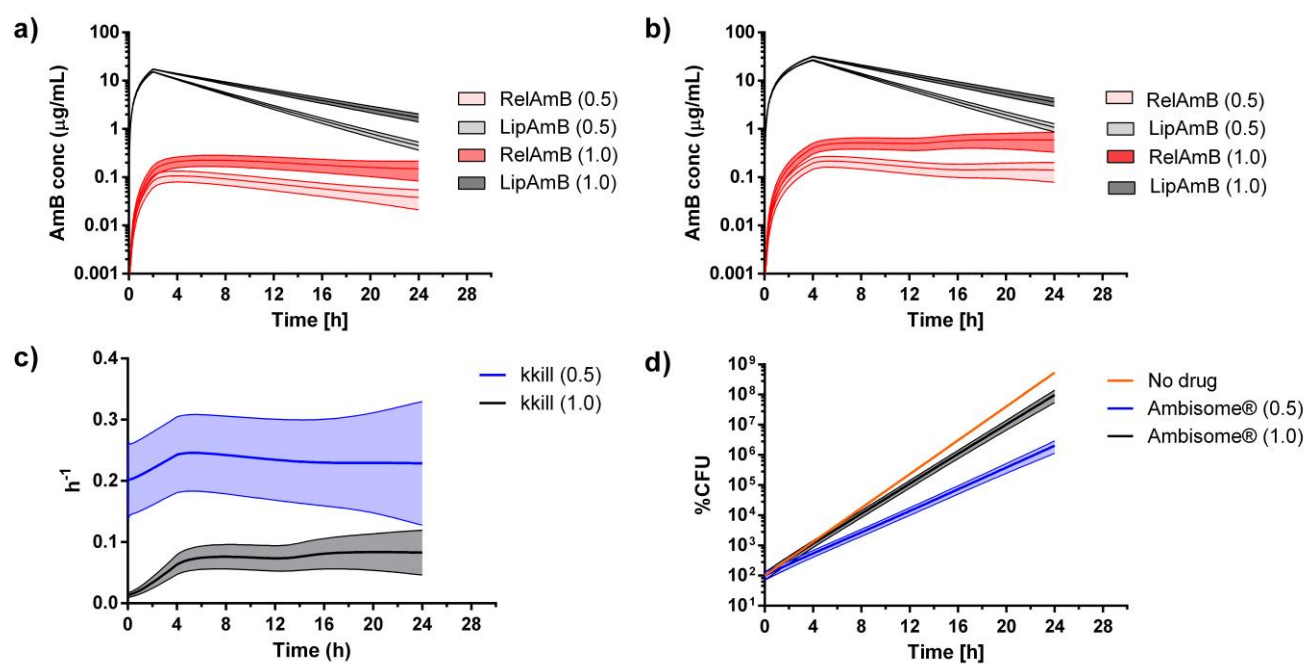 a)
AmB conc (μg/mL)
100
10
1
0.1
0.01
0.001
0 4 8 12 16 20 24 28
Time [h]
RelAmB (0.5)
LipAmB (0.5)
RelAmB (1.0)
LipAmB (1.0)
b)
AmB conc (μg/mL)
100
10
1
0.1
0.01
0.001
0 4 8 12 16 20 24 28
Time [h]
RelAmB (0.5)
LipAmB (0.5)
RelAmB (1.0)
LipAmB (1.0)
c)
h⁻¹
0.4
0.3
0.2
0.1
0.0
0 4 8 12 16 20 24 28
Time (h)
kkill (0.5)
kkill (1.0)
d)
%CFU
10⁹
10⁸
10⁷
10⁶
10⁵
10⁴
10³
10²
10¹
0 4 8 12 16 20 24 28
Time [h]
No drug
Ambisome® (0.5)
Ambisome® (1.0)